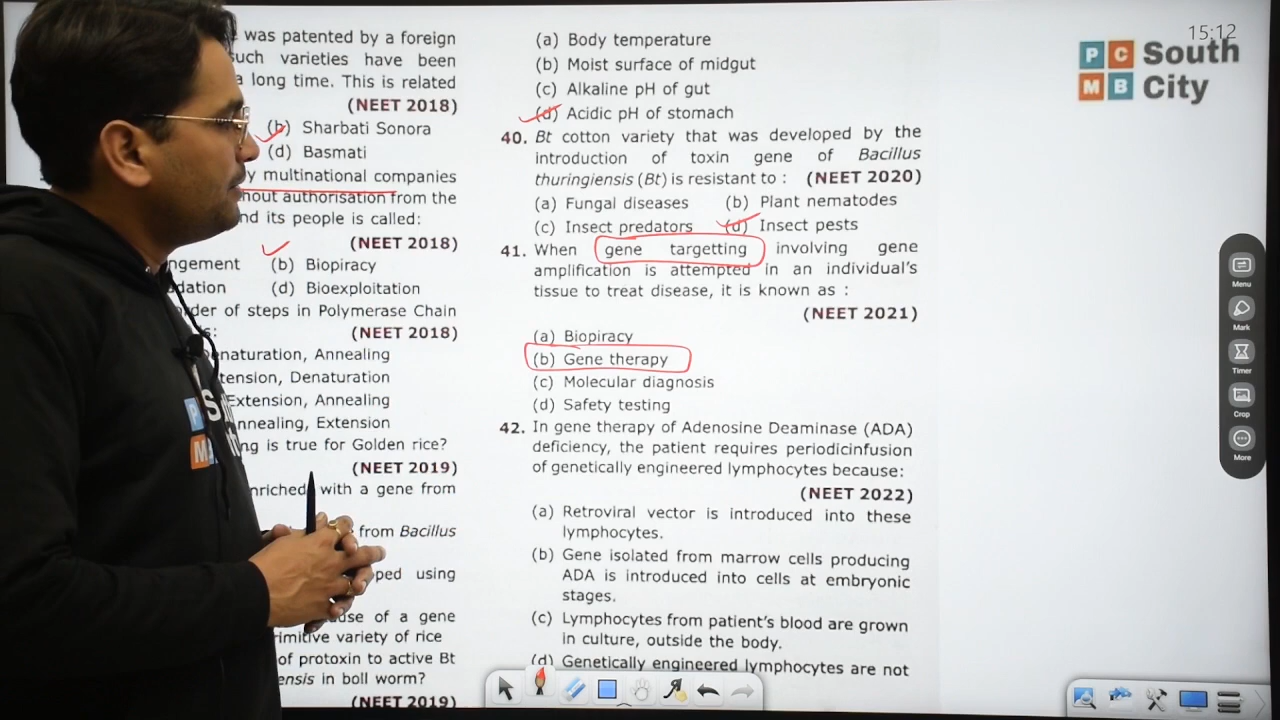 was patented by a foreign
such varieties have been
a long time. This is related
(NEET 2018)
(b) Sharbati Sonora
(d) Basmati
y multinational companies
hout authorisation from the
nd its people is called:
(NEET 2018)
ngement (b) Biopiracy
dation (d) Bioexploitation
rder of steps in Polymerase Chain
s: (NEET 2018)
enaturation, Annealing
tension, Denaturation
Extension, Annealing
nnealing, Extension
ng is true for Golden rice?
(NEET 2019)
nriched with a gene from
from Bacillus
ped using
use of a gene
rimitive variety of rice
of protoxin to active Bt
ensis in boll worm?
(NEET 2019)
(a) Body temperature
(b) Moist surface of midgut
(c) Alkaline pH of gut
(d) Acidic pH of stomach
40. Bt cotton variety that was developed by the
introduction of toxin gene of Bacillus
thuringiensis (Bt) is resistant to : (NEET 2020)
(a) Fungal diseases (b) Plant nematodes
(c) Insect predators (d) Insect pests
41. When gene targetting involving gene
amplification is attempted in an individual's
tissue to treat disease, it is known as :
(NEET 2021)
(a) Biopiracy
(b) Gene therapy
(c) Molecular diagnosis
(d) Safety testing
42. In gene therapy of Adenosine Deaminase (ADA)
deficiency, the patient requires periodicinfusion
of genetically engineered lymphocytes because:
(NEET 2022)
(a) Retroviral vector is introduced into these
lymphocytes.
(b) Gene isolated from marrow cells producing
ADA is introduced into cells at embryonic
stages.
(c) Lymphocytes from patient's blood are grown
in culture, outside the body.
(d) Genetically engineered lymphocytes are not
15:12
P C South
M B City
Menu
Mark
Timer
Crop
More